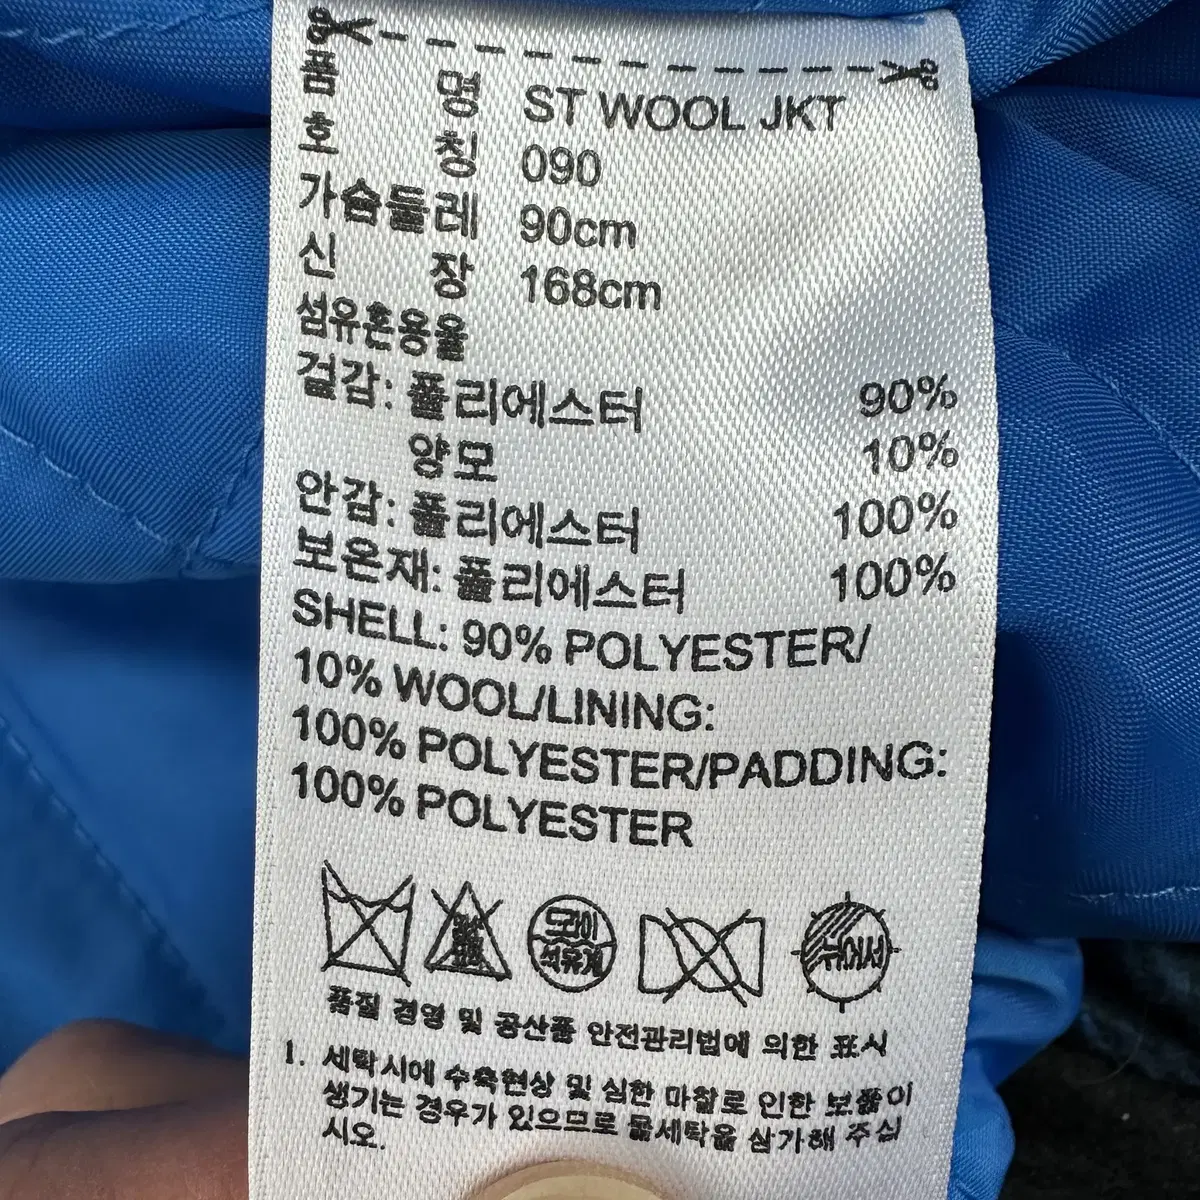 품 명 ST WOOL JKT
호 칭 090
가슴둘레 90cm
신 장 168cm
섬유혼용율
겉감: 폴리에스터 90%
양모 10%
안감: 폴리에스터 100%
보온재: 폴리에스터 100%
SHELL: 90% POLYESTER/
10% WOOL/LINING:
100% POLYESTER/PADDING:
100% POLYESTER
드라이
석유계
뉘어서
품질 경영 및 공산품 안전관리법에 의한 표시
1. 세탁시에 수축현상 및 심한 마찰로 인한 보풀이
생기는 경우가 있으므로 물세탁을 삼가해 주십
시오.